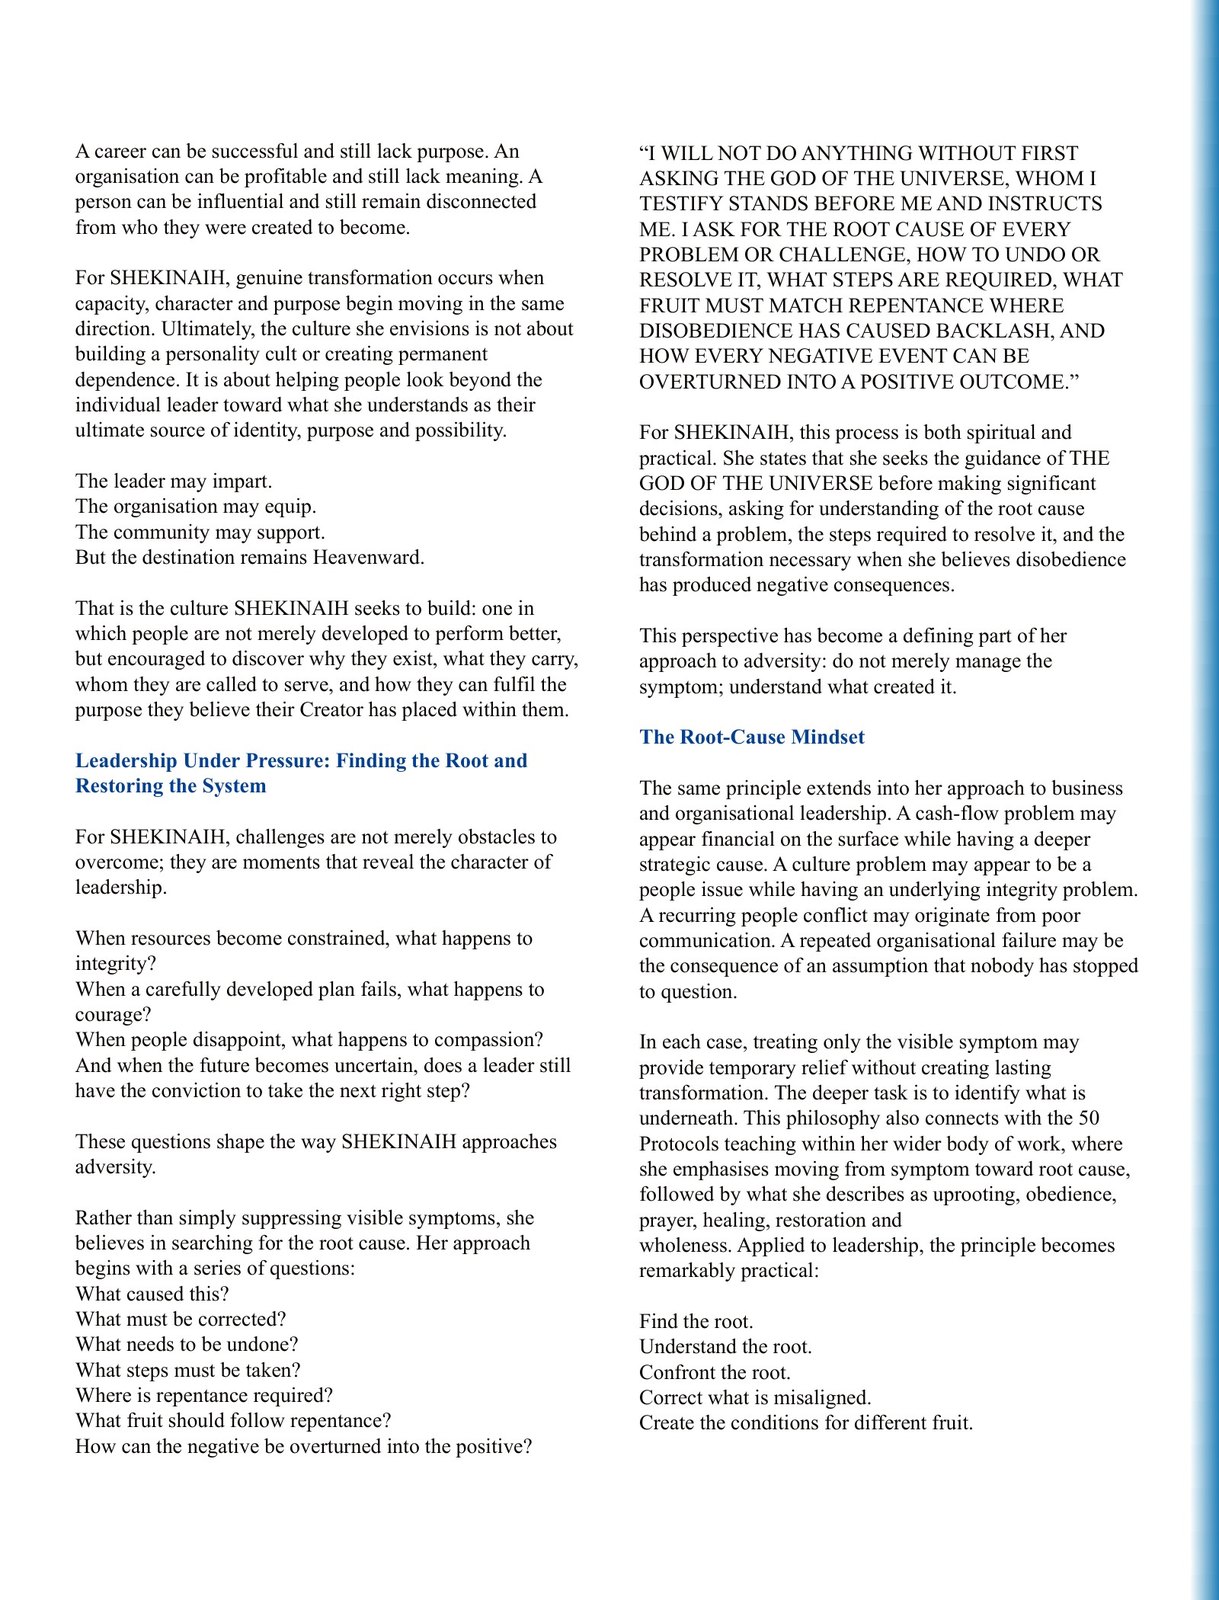 A career can be successful and still lack purpose. An
organisation can be profitable and still lack meaning. A
person can be influential and still remain disconnected
from who they were created to become.
For SHEKINAIH, genuine transformation occurs when
capacity, character and purpose begin moving in the same
direction. Ultimately, the culture she envisions is not about
building a personality cult or creating permanent
dependence. It is about helping people look beyond the
individual leader toward what she understands as their
ultimate source of identity, purpose and possibility.
The leader may impart.
The organisation may equip.
The community may support.
But the destination remains Heavenward.
That is the culture SHEKINAIH seeks to build: one in
which people are not merely developed to perform better,
but encouraged to discover why they exist, what they carry,
whom they are called to serve, and how they can fulfil the
purpose they believe their Creator has placed within them.
Leadership Under Pressure: Finding the Root and
Restoring the System
For SHEKINAIH, challenges are not merely obstacles to
overcome; they are moments that reveal the character of
leadership.
When resources become constrained, what happens to
integrity?
When a carefully developed plan fails, what happens to
courage?
When people disappoint, what happens to compassion?
And when the future becomes uncertain, does a leader still
have the conviction to take the next right step?
These questions shape the way SHEKINAIH approaches
adversity.
Rather than simply suppressing visible symptoms, she
believes in searching for the root cause. Her approach
begins with a series of questions:
What caused this?
What must be corrected?
What needs to be undone?
What steps must be taken?
Where is repentance required?
What fruit should follow repentance?
How can the negative be overturned into the positive?
“I WILL NOT DO ANYTHING WITHOUT FIRST
ASKING THE GOD OF THE UNIVERSE, WHOM I
TESTIFY STANDS BEFORE ME AND INSTRUCTS
ME. I ASK FOR THE ROOT CAUSE OF EVERY
PROBLEM OR CHALLENGE, HOW TO UNDO OR
RESOLVE IT, WHAT STEPS ARE REQUIRED, WHAT
FRUIT MUST MATCH REPENTANCE WHERE
DISOBEDIENCE HAS CAUSED BACKLASH, AND
HOW EVERY NEGATIVE EVENT CAN BE
OVERTURNED INTO A POSITIVE OUTCOME.”
For SHEKINAIH, this process is both spiritual and
practical. She states that she seeks the guidance of THE
GOD OF THE UNIVERSE before making significant
decisions, asking for understanding of the root cause
behind a problem, the steps required to resolve it, and the
transformation necessary when she believes disobedience
has produced negative consequences.
This perspective has become a defining part of her
approach to adversity: do not merely manage the
symptom; understand what created it.
The Root-Cause Mindset
The same principle extends into her approach to business
and organisational leadership. A cash-flow problem may
appear financial on the surface while having a deeper
strategic cause. A culture problem may appear to be a
people issue while having an underlying integrity problem.
A recurring people conflict may originate from poor
communication. A repeated organisational failure may be
the consequence of an assumption that nobody has stopped
to question.
In each case, treating only the visible symptom may
provide temporary relief without creating lasting
transformation. The deeper task is to identify what is
underneath. This philosophy also connects with the 50
Protocols teaching within her wider body of work, where
she emphasises moving from symptom toward root cause,
followed by what she describes as uprooting, obedience,
prayer, healing, restoration and
wholeness. Applied to leadership, the principle becomes
remarkably practical:
Find the root.
Understand the root.
Confront the root.
Correct what is misaligned.
Create the conditions for different fruit.